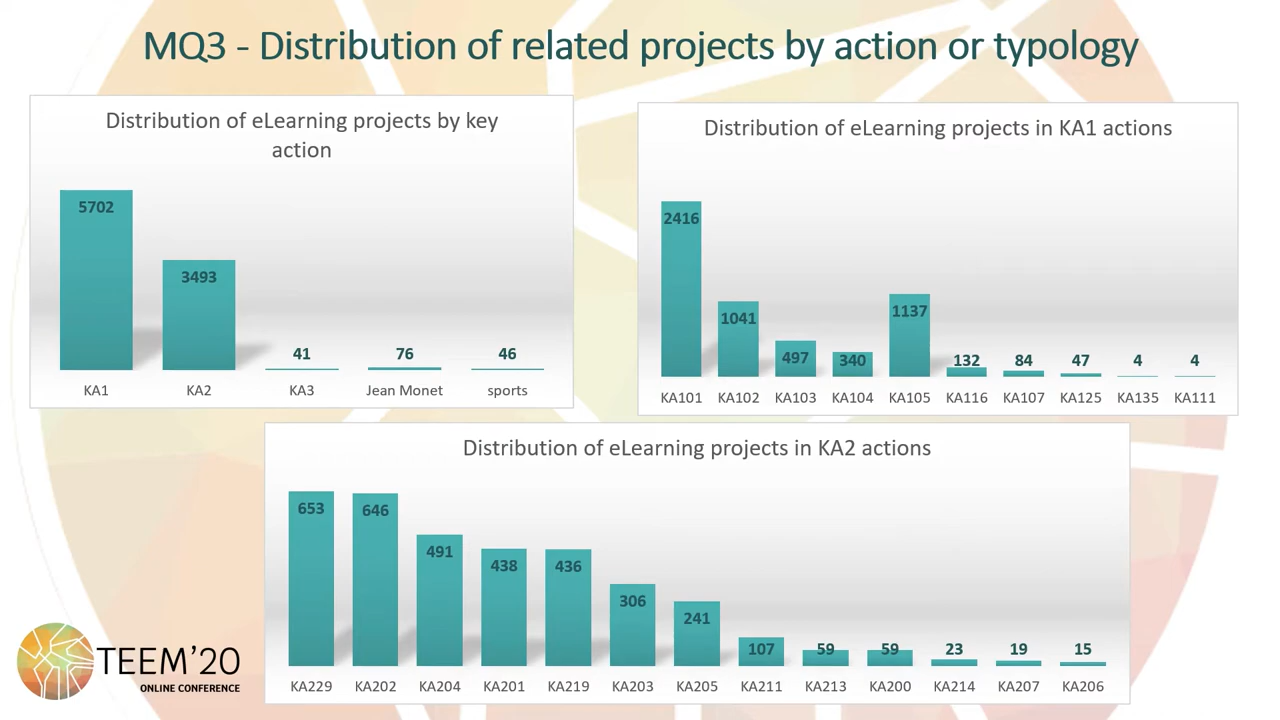 MQ3 - Distribution of related projects by action or typology
Distribution of eLearning projects by key
action
5702
3493
41
76
46
KA1
KA2
KA3
Jean Monet
sports
Distribution of eLearning projects in KA1 actions
2416
1041
497
340
1137
132
84
47
4
4
KA101
KA102
KA103
KA104
KA105
KA116
KA107
KA125
KA135
KA111
Distribution of eLearning projects in KA2 actions
653
646
491
438
436
306
241
107
59
59
23
19
15
KA229
KA202
KA204
KA201
KA219
KA203
KA205
KA211
KA213
KA200
KA214
KA207
KA206
TEEM'20
ONLINE CONFERENCE